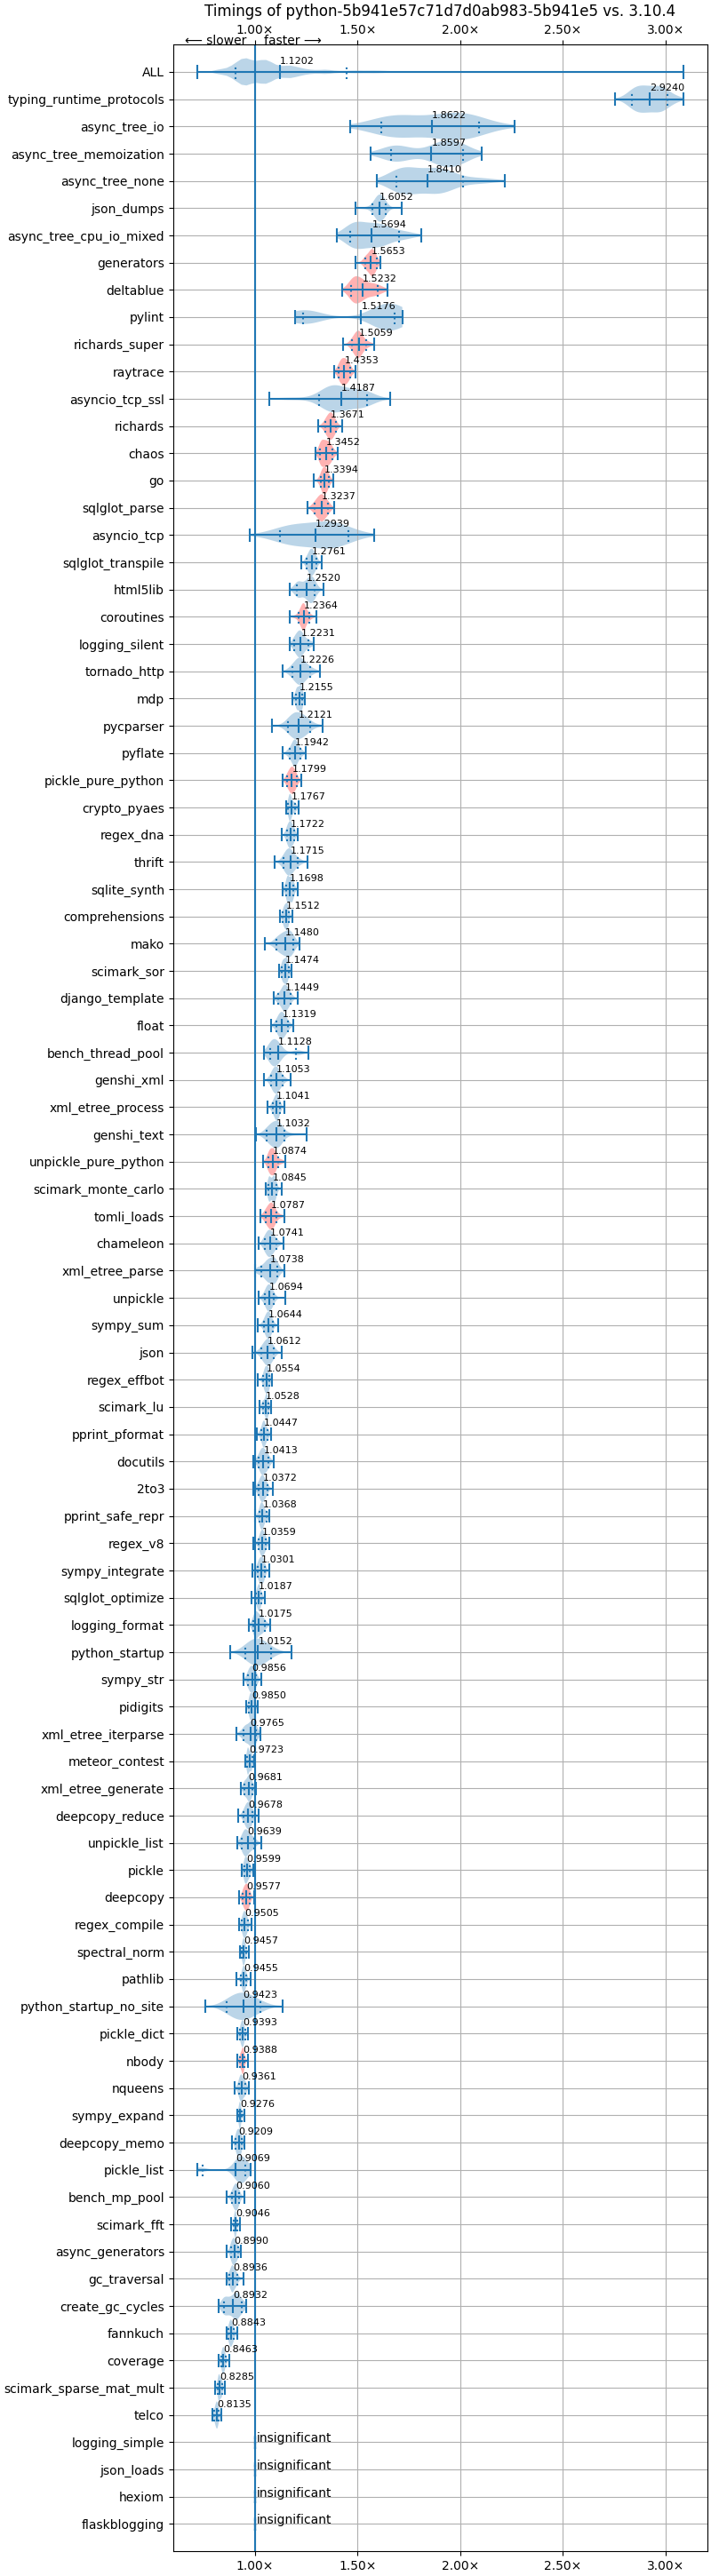 Timings of python-5b941e57c71d7d0ab983-5b941e5 vs. 3.10.4
1.00× 1.50× 2.00× 2.50× 3.00×
⟵ slower faster ⟶
ALL 1.1202
typing_runtime_protocols 2.9240
async_tree_io 1.8622
async_tree_memoization 1.8597
async_tree_none 1.8410
json_dumps 1.6052
async_tree_cpu_io_mixed 1.5694
generators 1.5653
deltablue 1.5232
pylint 1.5176
richards_super 1.5059
raytrace 1.4353
asyncio_tcp_ssl 1.4187
richards 1.3671
chaos 1.3452
go 1.3394
sqlglot_parse 1.3237
asyncio_tcp 1.2939
sqlglot_transpile 1.2761
html5lib 1.2520
coroutines 1.2364
logging_silent 1.2231
tornado_http 1.2226
mdp 1.2155
pycparser 1.2121
pyflate 1.1942
pickle_pure_python 1.1799
crypto_pyaes 1.1767
regex_dna 1.1722
thrift 1.1715
sqlite_synth 1.1698
comprehensions 1.1512
mako 1.1480
scimark_sor 1.1474
django_template 1.1449
float 1.1319
bench_thread_pool 1.1128
genshi_xml 1.1053
xml_etree_process 1.1041
genshi_text 1.1032
unpickle_pure_python 1.0874
scimark_monte_carlo 1.0845
tomli_loads 1.0787
chameleon 1.0741
xml_etree_parse 1.0738
unpickle 1.0694
sympy_sum 1.0644
json 1.0612
regex_effbot 1.0554
scimark_lu 1.0528
pprint_pformat 1.0447
docutils 1.0413
2to3 1.0372
pprint_safe_repr 1.0368
regex_v8 1.0359
sympy_integrate 1.0301
sqlglot_optimize 1.0187
logging_format 1.0175
python_startup 1.0152
sympy_str 0.9856
pidigits 0.9850
xml_etree_iterparse 0.9765
meteor_contest 0.9723
xml_etree_generate 0.9681
deepcopy_reduce 0.9678
unpickle_list 0.9639
pickle 0.9599
deepcopy 0.9577
regex_compile 0.9505
spectral_norm 0.9457
pathlib 0.9455
python_startup_no_site 0.9423
pickle_dict 0.9393
nbody 0.9388
nqueens 0.9361
sympy_expand 0.9276
deepcopy_memo 0.9209
pickle_list 0.9069
bench_mp_pool 0.9060
scimark_fft 0.9046
async_generators 0.8990
gc_traversal 0.8936
create_gc_cycles 0.8932
fannkuch 0.8843
coverage 0.8463
scimark_sparse_mat_mult 0.8285
telco 0.8135
logging_simple insignificant
json_loads insignificant
hexiom insignificant
flaskblogging insignificant
1.00× 1.50× 2.00× 2.50× 3.00×